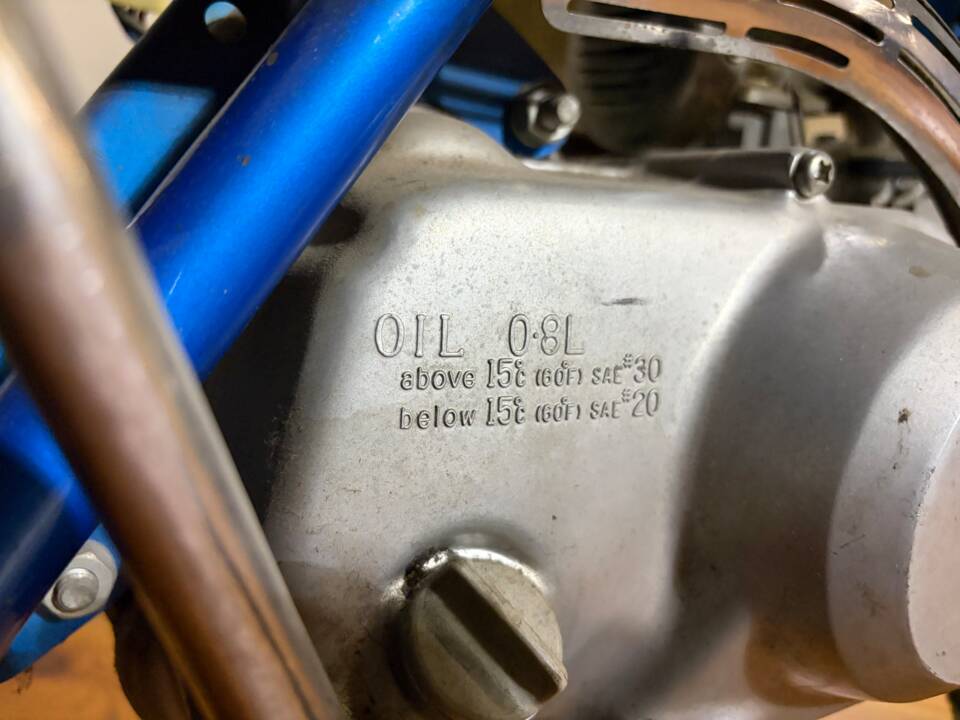 OIL 0.8L
above 15°C (60°F) SAE #30
below 15°C (60°F) SAE #20